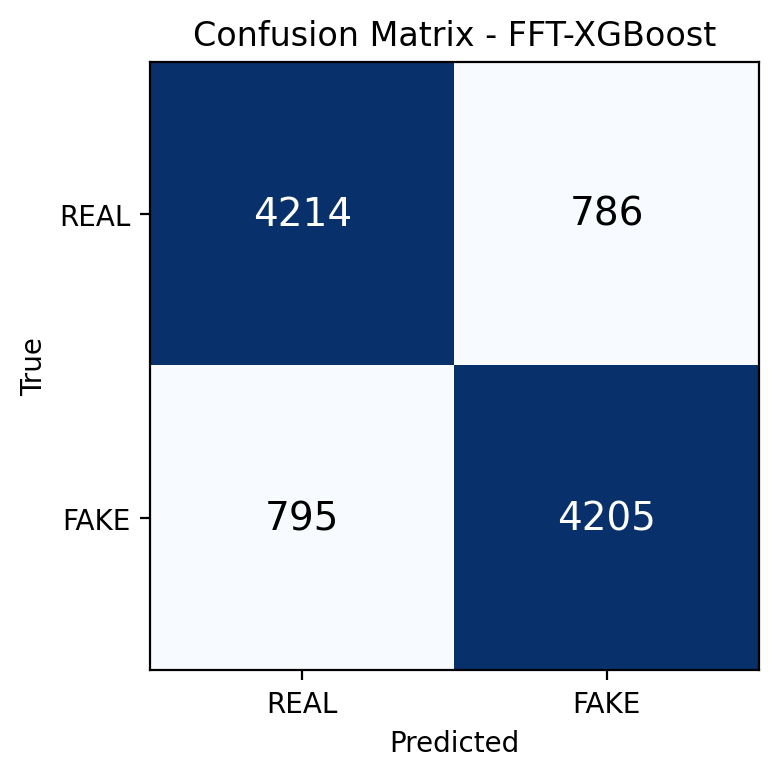 Confusion Matrix - FFT-XGBoost
REAL
4214
786
True
FAKE
795
4205
REAL
FAKE
Predicted